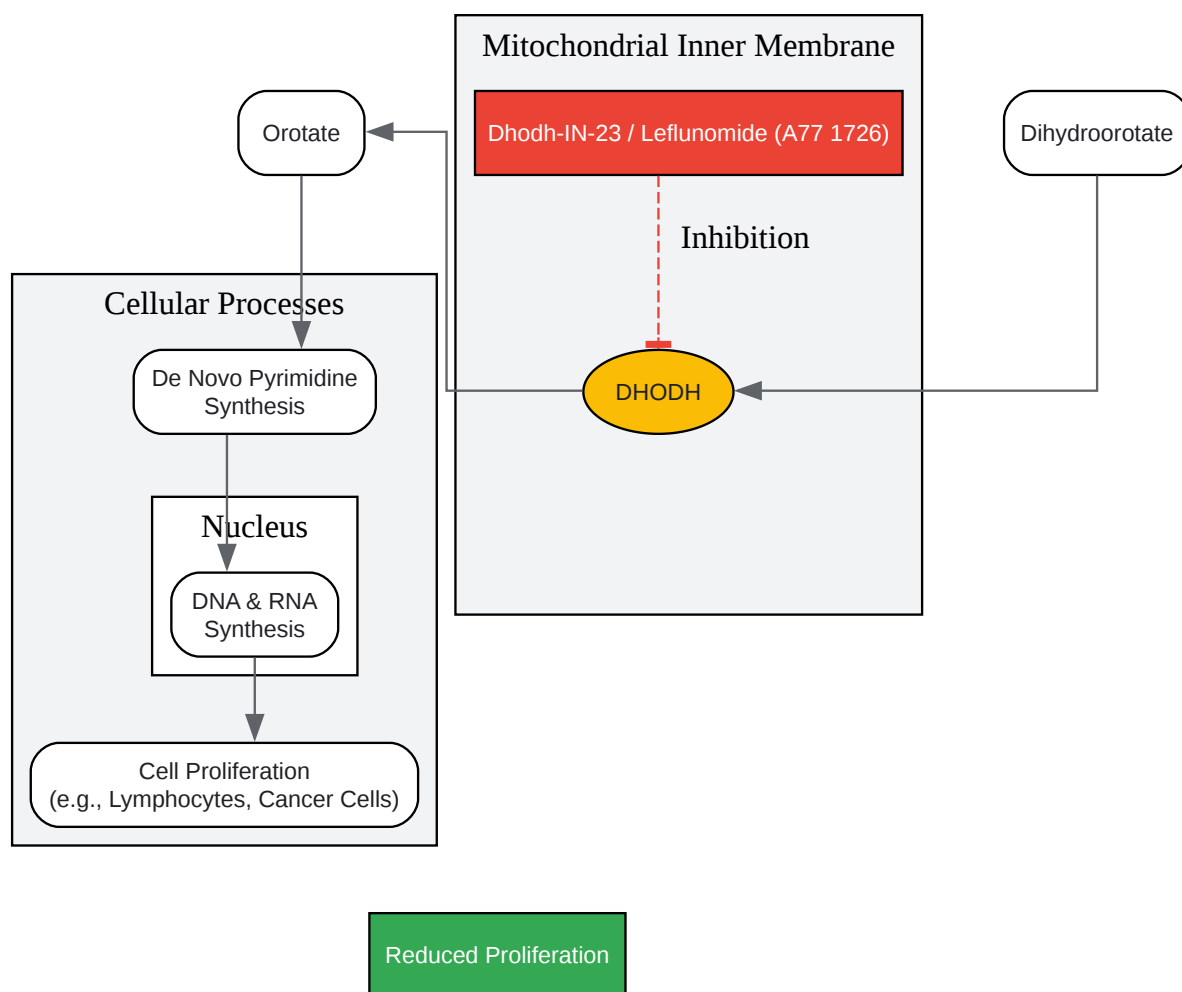 Mitochondrial Inner Membrane
Orotate
Dhodh-IN-23 / Leflunomide (A77 1726)
Dihydroorotate
Inhibition
Cellular Processes
De Novo Pyrimidine
Synthesis
DHODH
Nucleus
DNA & RNA
Synthesis
Cell Proliferation
(e.g., Lymphocytes, Cancer Cells)
Reduced Proliferation